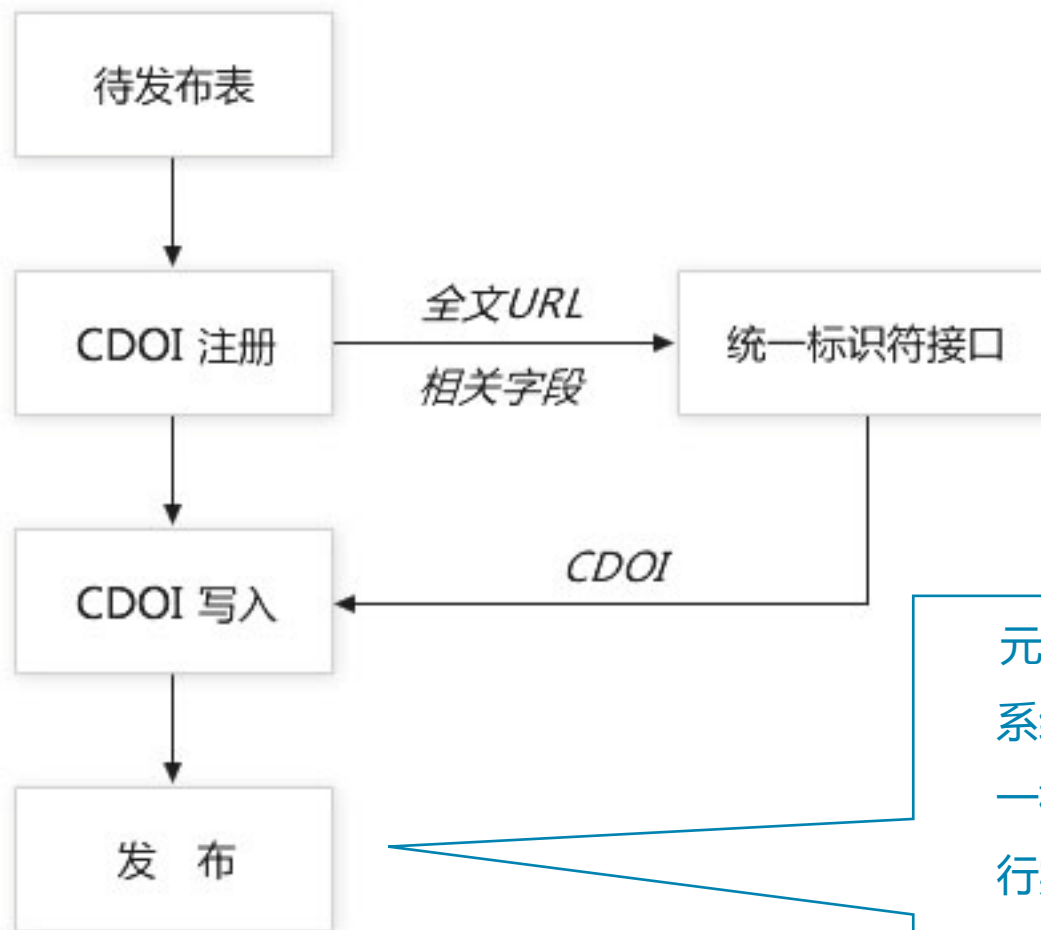 待发布表
CDOI 注册
全文URL
相关字段
统一标识符接口
CDOI 写入
CDOI
发 布
元
系
一
行